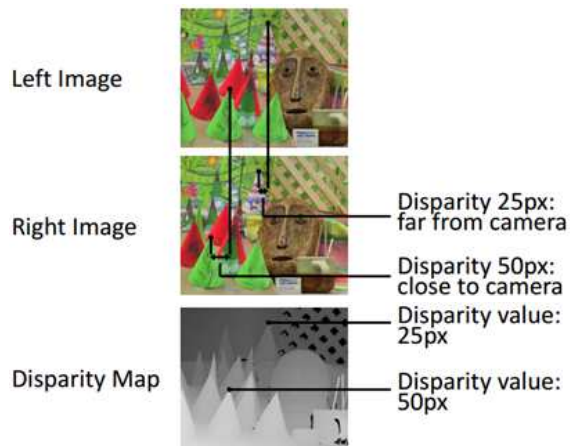 Left Image
Right Image
Disparity 25px:
far from camera
Disparity 50px:
close to camera
Disparity Map
Disparity value:
25px
Disparity value:
50px